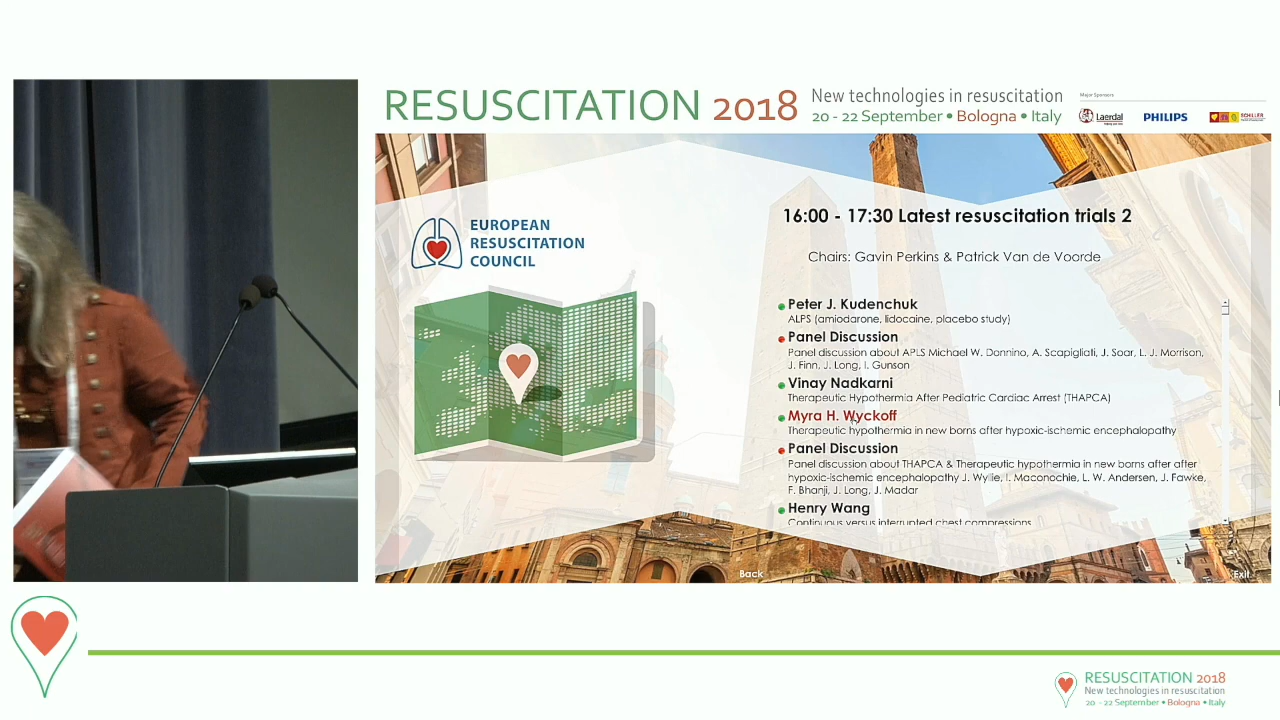 RESUSCITATION 2018
New technologies in resuscitation
20 - 22 September • Bologna • Italy
Major Sponsors
Laerdal
PHILIPS
SCHILLER
EUROPEAN
RESUSCITATION
COUNCIL
16:00 - 17:30 Latest resuscitation trials 2
Chairs: Gavin Perkins & Patrick Van de Voorde
Peter J. Kudenchuk
ALPS (amiodarone, lidocaine, placebo study)
Panel Discussion
Panel discussion about APLS Michael W. Donnino, A. Scapigliati, J. Soar, L. J. Morrison,
J. Finn, J. Long, I. Gunson
Vinay Nadkarni
Therapeutic Hypothermia After Pediatric Cardiac Arrest (THAPCA)
Myra H. Wyckoff
Therapeutic hypothermia in new borns after hypoxic-ischemic encephalopathy
Panel Discussion
Panel discussion about THAPCA & Therapeutic hypothermia in new borns after after
hypoxic-ischemic encephalopathy J. Wyllie, I. Maconochie, L. W. Andersen, J. Fawke,
F. Bhanji, J. Long, J. Madar
Henry Wang
Continuous versus interrupted chest compressions
Back
Exit
RESUSCITATION 2018
New technologies in resuscitation
20 - 22 September • Bologna • Italy